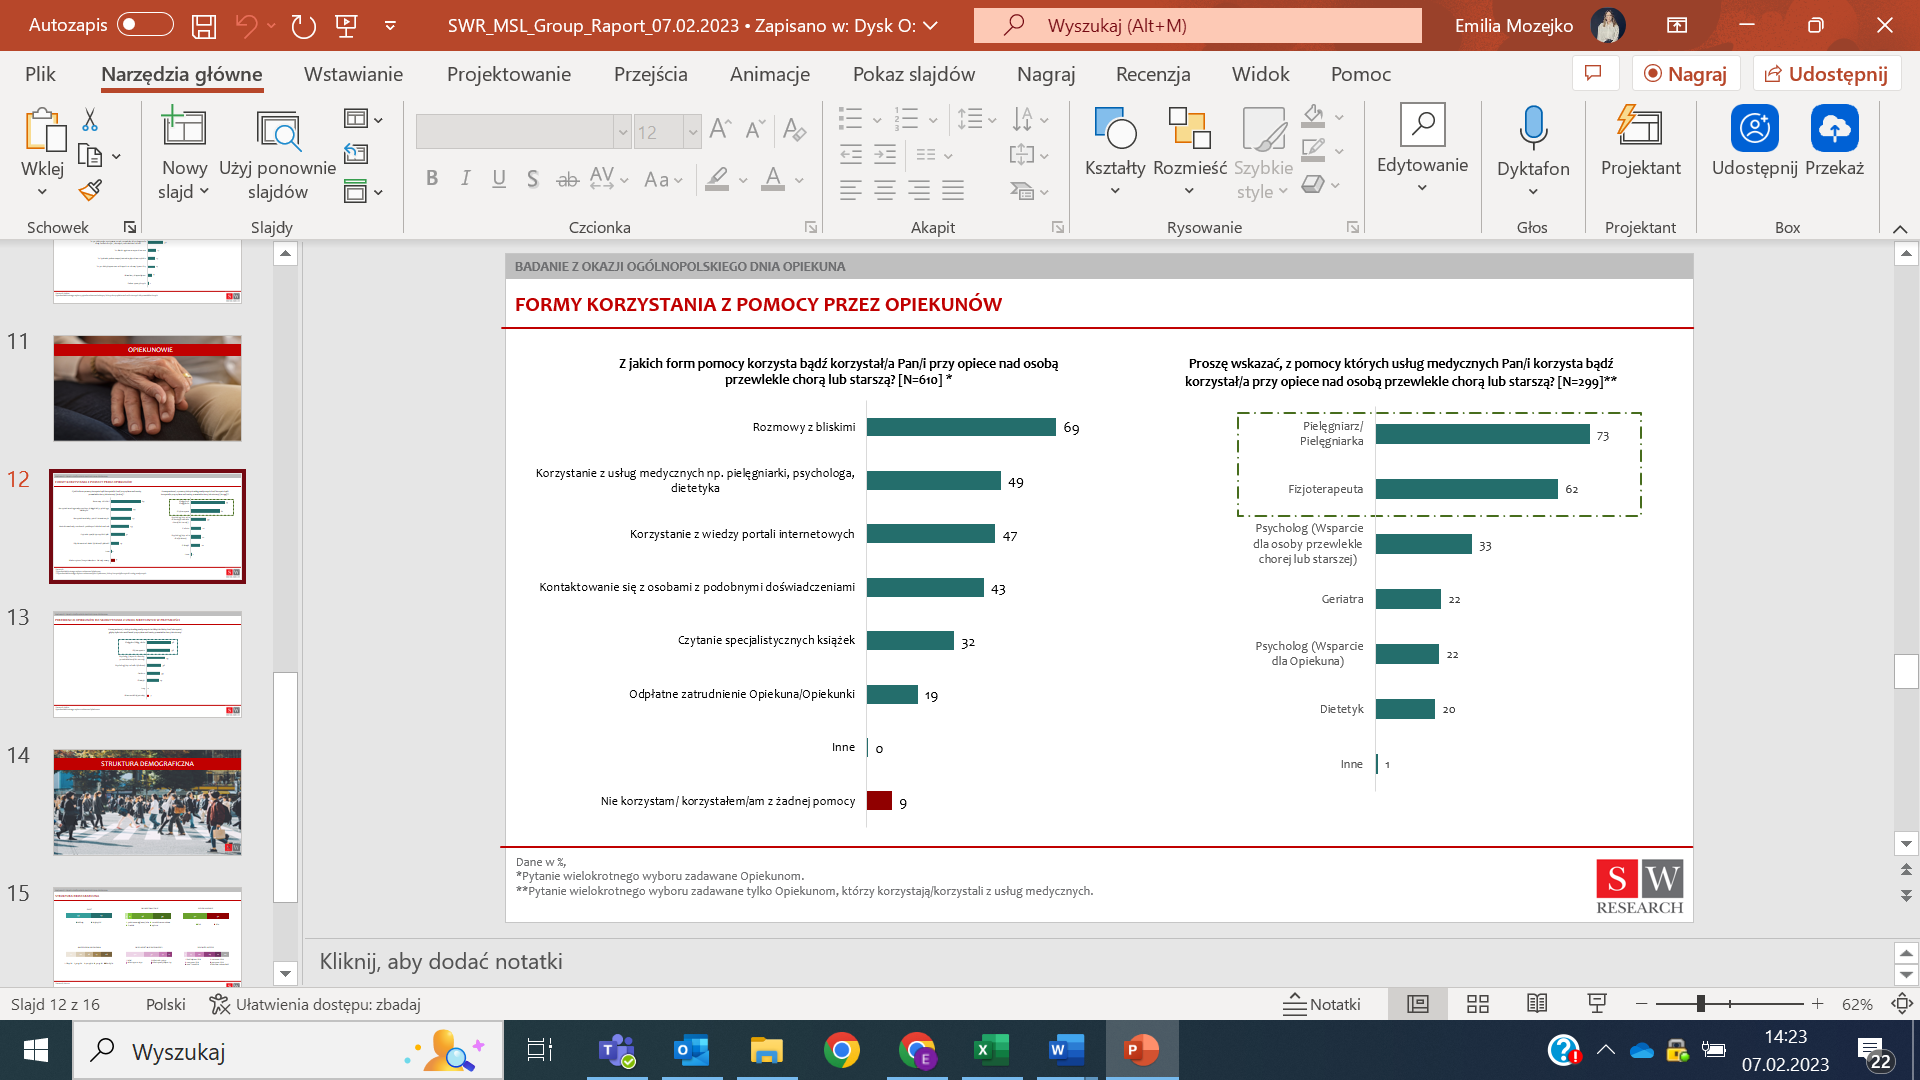 Autozapis
SWR_MSL_Group_Raport_07.02.2023 • Zapisano w: Dysk O:
Wyszukaj (Alt+M)
Emilia Mozejko
Plik
Narzędzia główne
Wstawianie
Projektowanie
Przejścia
Animacje
Pokaz slajdów
Nagraj
Recenzja
Widok
Pomoc
Nagraj
Udostępnij
Wklej
Nowy
slajd
Użyj ponownie
slajdów
12
Kształty
Rozmieść
Szybkie
style
Edytowanie
Dyktafon
Projektant
Udostępnij
Przekaż
Schowek
Slajdy
Czcionka
Akapit
Rysowanie
Głos
Projektant
Box
11
OPIEKUNOWIE
12
13
14
STRUKTURA DEMOGRAFICZNA
15
BADANIE Z OKAZJI OGÓLNOPOLSKIEGO DNIA OPIEKUNA
FORMY KORZYSTANIA Z POMOCY PRZEZ OPIEKUNÓW
Z jakich form pomocy korzysta bądź korzystał/a Pan/i przy opiece nad osobą
przewlekle chorą lub starszą? [N=610] *
Rozmowy z bliskimi 69
Korzystanie z usług medycznych np. pielęgniarki, psychologa,
dietetyka 49
Korzystanie z wiedzy portali internetowych 47
Kontaktowanie się z osobami z podobnymi doświadczeniami 43
Czytanie specjalistycznych książek 32
Odpłatne zatrudnienie Opiekuna/Opiekunki 19
Inne 0
Nie korzystam/ korzystałem/am z żadnej pomocy 9
Proszę wskazać, z pomocy których usług medycznych Pan/i korzysta bądź
korzystał/a przy opiece nad osobą przewlekle chorą lub starszą? [N=299]**
Pielęgniarz/
Pielęgniarka 73
Fizjoterapeuta 62
Psycholog (Wsparcie
dla osoby przewlekle
chorej lub starszej) 33
Geriatra 22
Psycholog (Wsparcie
dla Opiekuna) 22
Dietetyk 20
Inne 1
Dane w %,
*Pytanie wielokrotnego wyboru zadawane Opiekunom.
**Pytanie wielokrotnego wyboru zadawane tylko Opiekunom, którzy korzystają/korzystali z usług medycznych.
S W
RESEARCH
Kliknij, aby dodać notatki
Slajd 12 z 16
Polski
Ułatwienia dostępu: zbadaj
Notatki
62%
Wyszukaj
14:23
07.02.2023
22